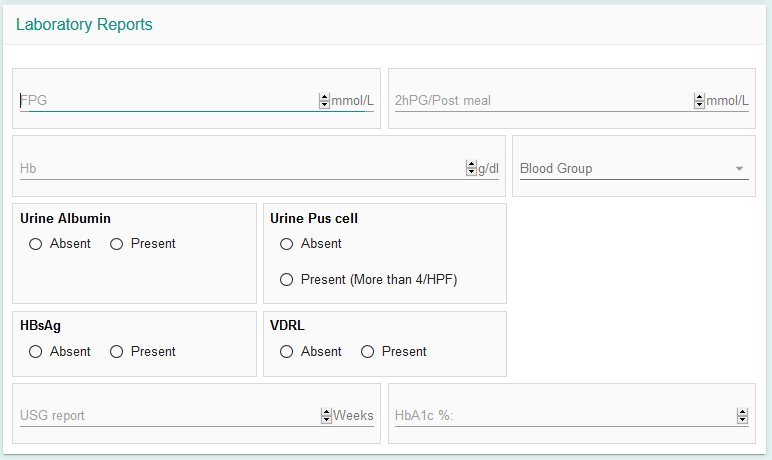 Laboratory Reports
FPG mmol/L
2hPG/Post meal mmol/L
Hb g/dl
Blood Group
Urine Albumin
Absent Present
Urine Pus cell
Absent
Present (More than 4/HPF)
HBsAg
Absent Present
VDRL
Absent Present
USG report Weeks
HbA1c %: